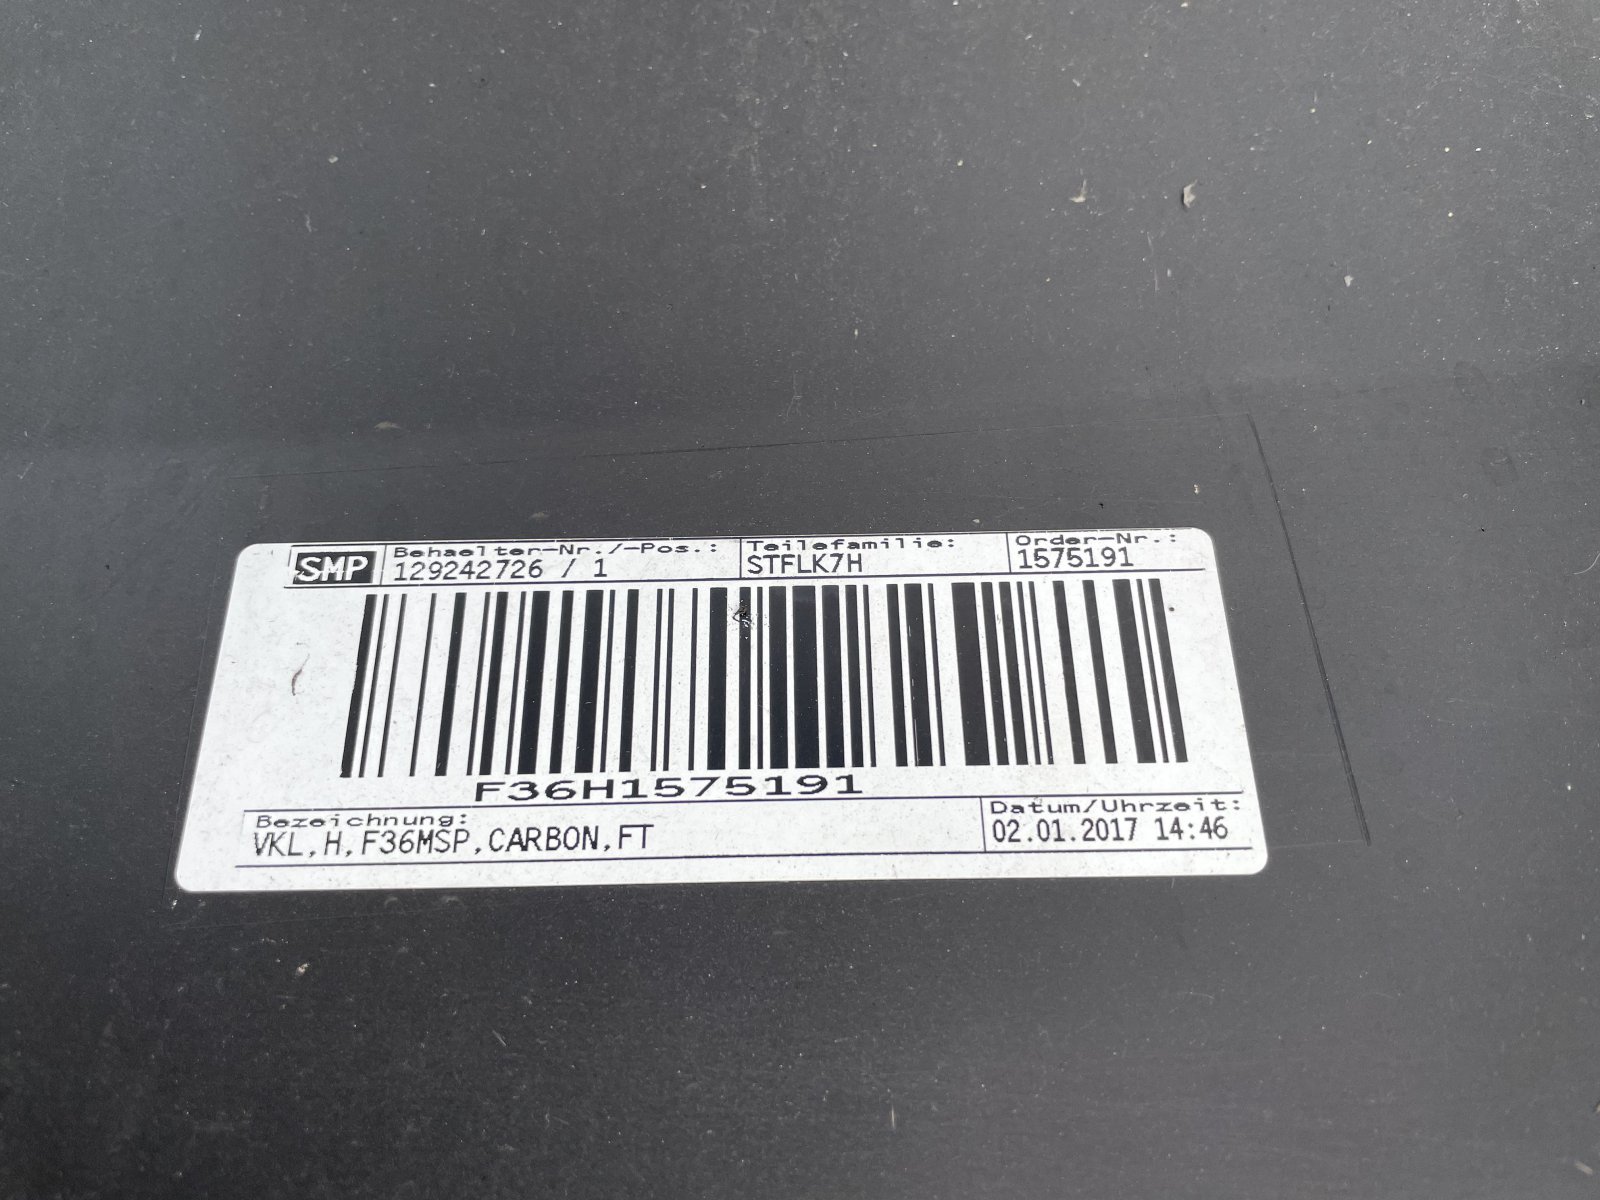 SMP
Behaelter-Nr./-Pos.: Teilefamilie: Order-Nr.:
129242726 / 1 STFLK7H 1575191
F36H1575191
Bezeichnung: Datum/Uhrzeit:
VKL,H,F36MSP,CARBON,FT 02.01.2017 14:46